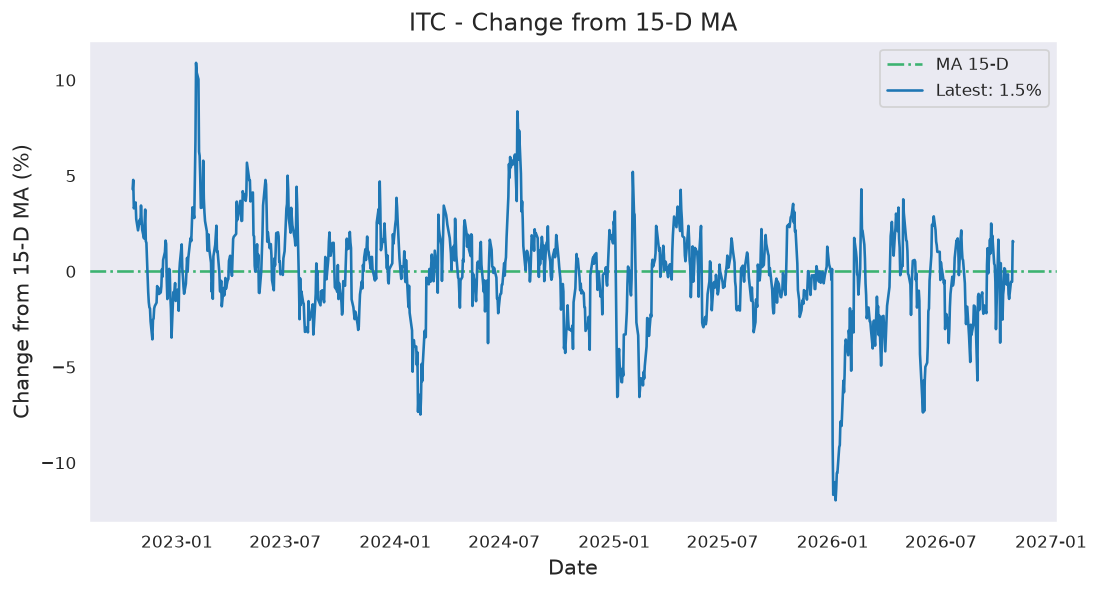 ITC - Change from 15-D MA
MA 15-D
Latest: 1.5%
Change from 15-D MA (%)
10
5
0
−5
−10
2023-01 2023-07 2024-01 2024-07 2025-01 2025-07 2026-01 2026-07 2027-01
Date